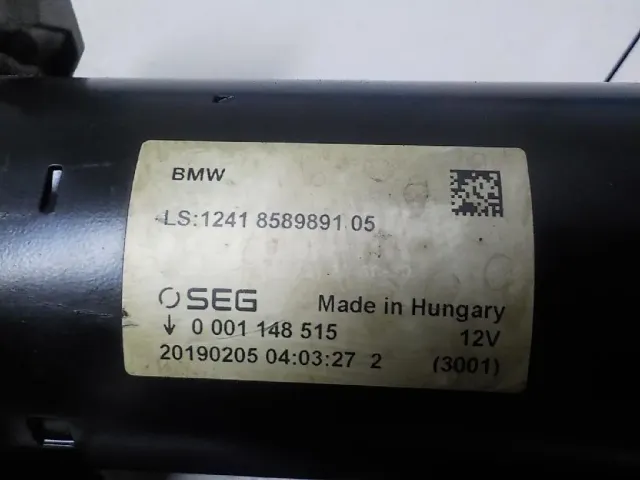 BMW
LS:1241 8589891 05
SEG Made in Hungary
↓ 0 001 148 515 12V
20190205 04:03:27 2 (3001)